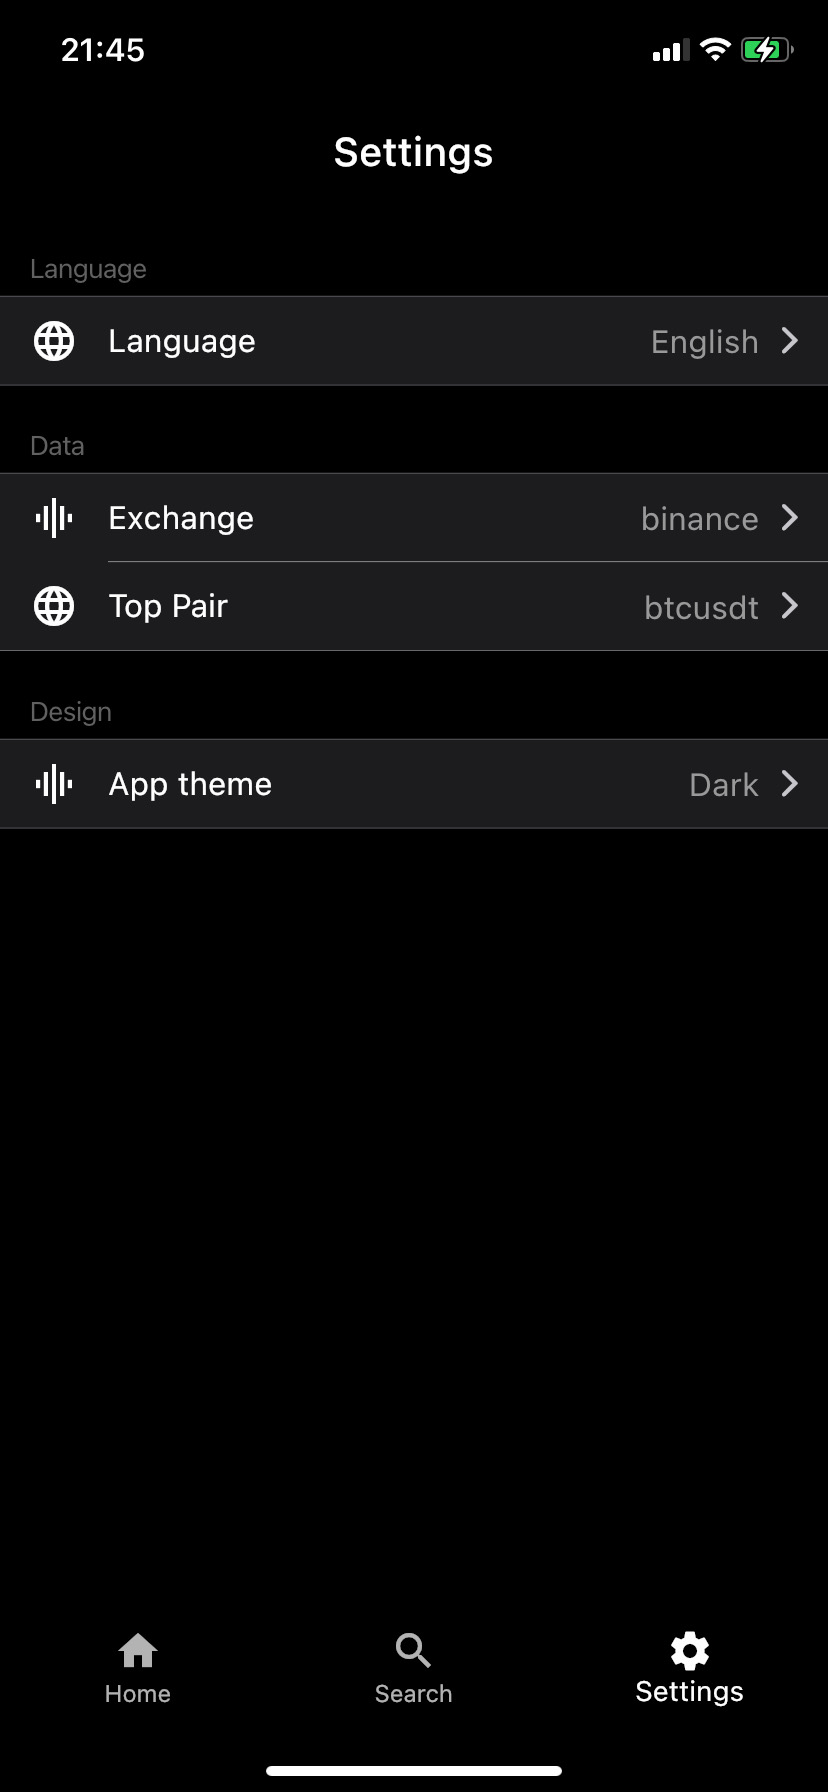 21:45
Settings
Language
Language English
Data
Exchange binance
Top Pair btcusdt
Design
App theme Dark
Home Search Settings